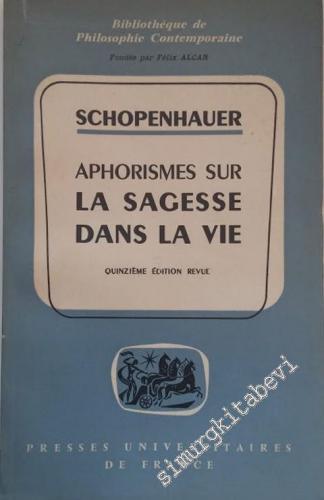 Bibliothèque de
Philosophie Contemporaine
Fondée par Félix ALCAN
SCHOPENHAUER
APHORISMES SUR
LA SAGESSE
DANS LA VIE
QUINZIÈME ÉDITION REVUE
PRESSES UNIVERSITAIRES
DE FRANCE
simurgkitabevi.com